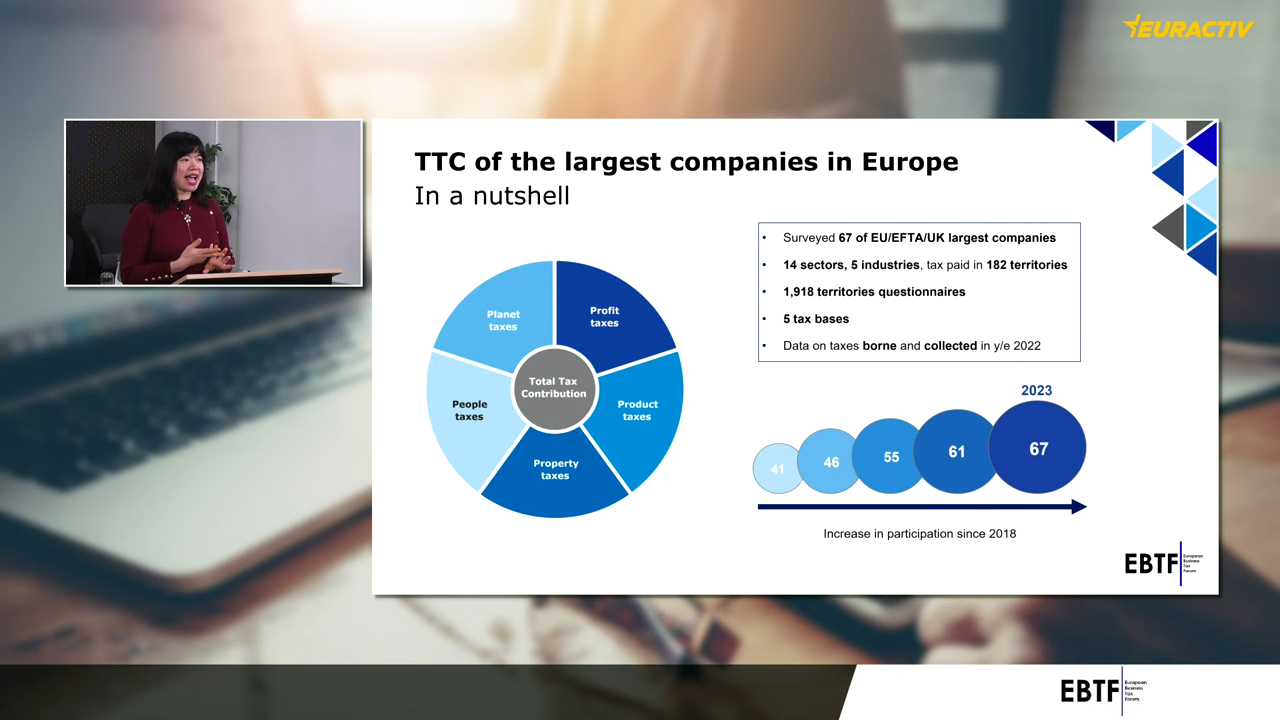 EURACTIV
TTC of the largest companies in Europe
In a nutshell
Planet
taxes
Profit
taxes
People
taxes
Total Tax
Contribution
Product
taxes
Property
taxes
• Surveyed 67 of EU/EFTA/UK largest companies
• 14 sectors, 5 industries, tax paid in 182 territories
• 1,918 territories questionnaires
• 5 tax bases
• Data on taxes borne and collected in y/e 2022
2023
41 46 55 61 67
Increase in participation since 2018
EBTF
European
Business
Tax
Forum
EBTF
European
Business
Tax
Forum